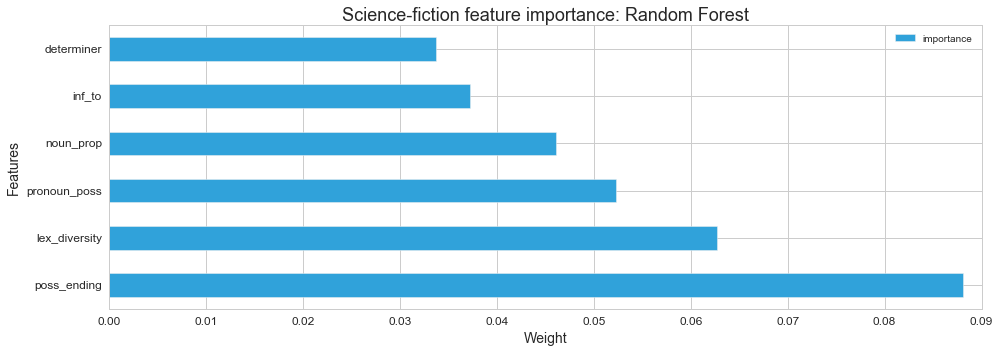 Science-fiction feature importance: Random Forest
importance
Features
determiner
inf_to
noun_prop
pronoun_poss
lex_diversity
poss_ending
0.00 0.01 0.02 0.03 0.04 0.05 0.06 0.07 0.08 0.09
Weight